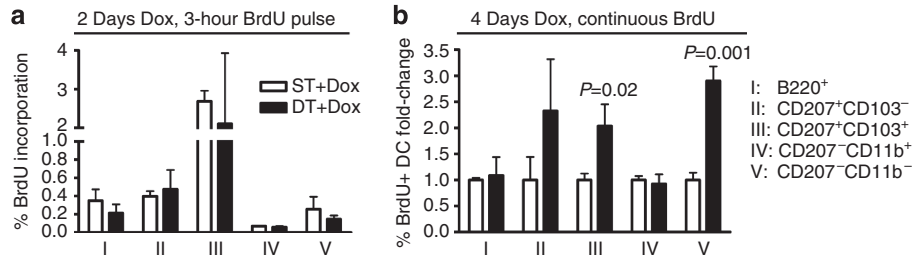 a
2 Days Dox, 3-hour BrdU pulse
% BrdU incorporation
4
3
2
1.0
0.8
0.6
0.4
0.2
0.0
ST+Dox
DT+Dox
I II III IV V
b
4 Days Dox, continuous BrdU
% BrdU+ DC fold-change
3.5
3.0
2.5
2.0
1.5
1.0
0.5
0.0
P=0.02
P=0.001
I II III IV V
I: B220⁺
II: CD207⁺CD103⁻
III: CD207⁺CD103⁺
IV: CD207⁻CD11b⁺
V: CD207⁻CD11b⁻